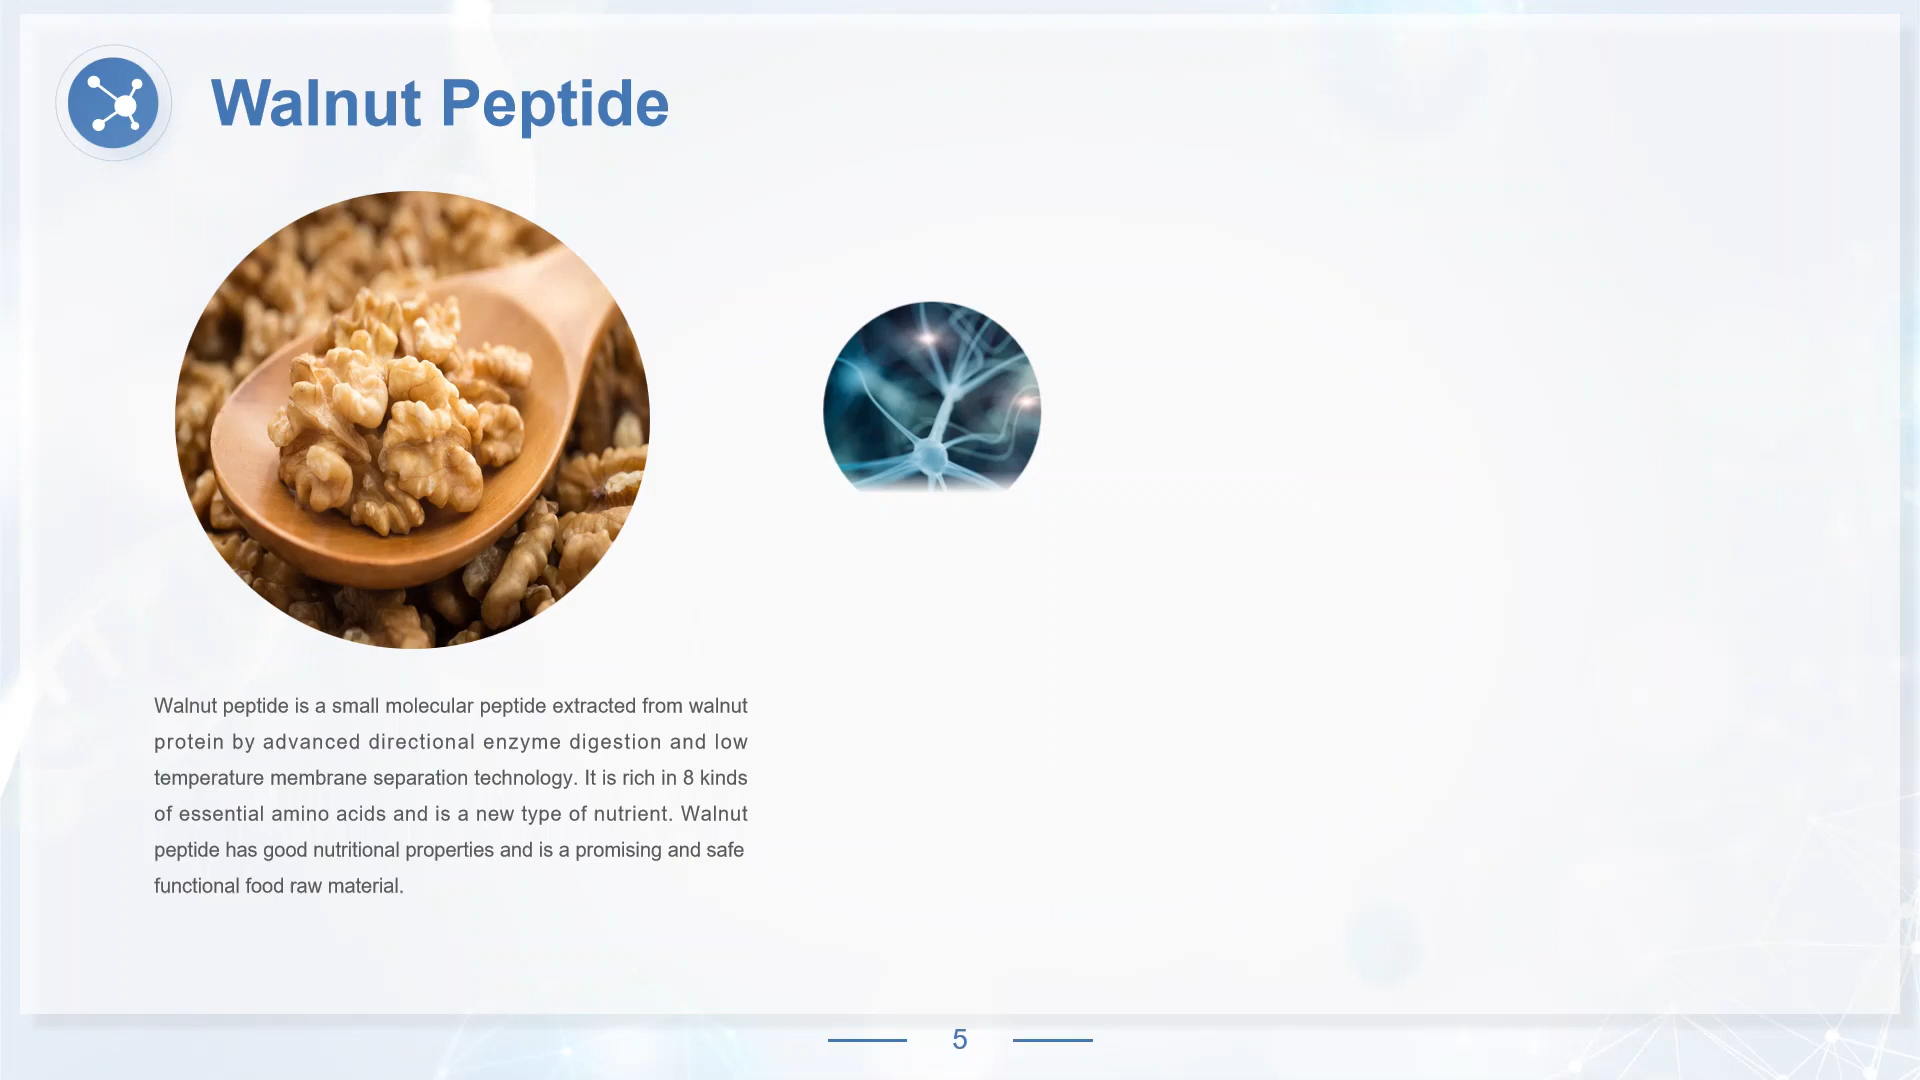 Walnut Peptide
Walnut peptide is a small molecular peptide extracted from walnut
protein by advanced directional enzyme digestion and low
temperature membrane separation technology. It is rich in 8 kinds
of essential amino acids and is a new type of nutrient. Walnut
peptide has good nutritional properties and is a promising and safe
functional food raw material.
5